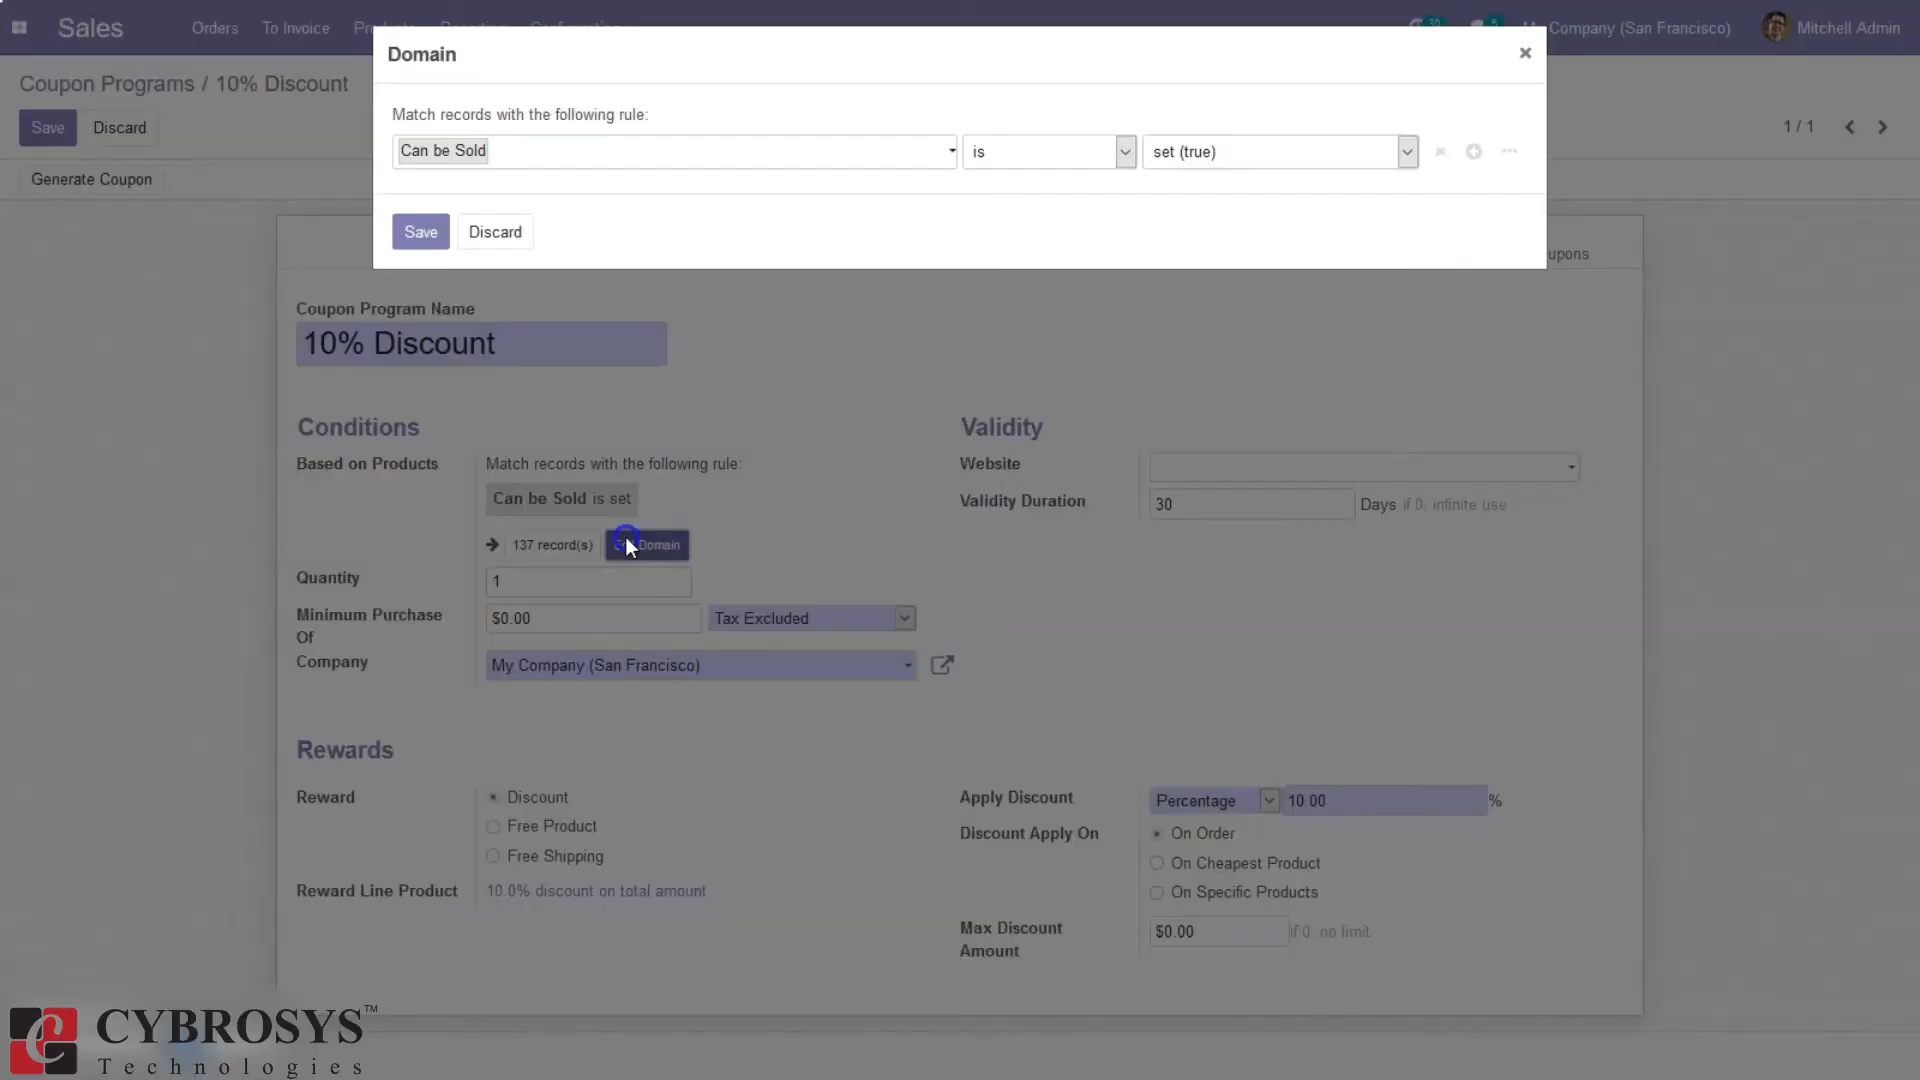 Sales Orders To Invoice 30 5 Company (San Francisco) Mitchell Admin
Domain
Coupon Programs / 10% Discount
Save Discard
1 / 1
Match records with the following rule:
Can be Sold is set (true)
Generate Coupon
Save Discard
upons
Coupon Program Name
10% Discount
Conditions
Based on Products Match records with the following rule:
Can be Sold is set
137 record(s) Domain
Quantity 1
Minimum Purchase Of $0.00 Tax Excluded
Company My Company (San Francisco)
Validity
Website
Validity Duration 30 Days if 0, infinite use
Rewards
Reward Discount
Free Product
Free Shipping
Reward Line Product 10.0% discount on total amount
Apply Discount Percentage 10.00 %
Discount Apply On On Order
On Cheapest Product
On Specific Products
Max Discount Amount $0.00 if 0, no limit
CYBROSYS™
Technologies